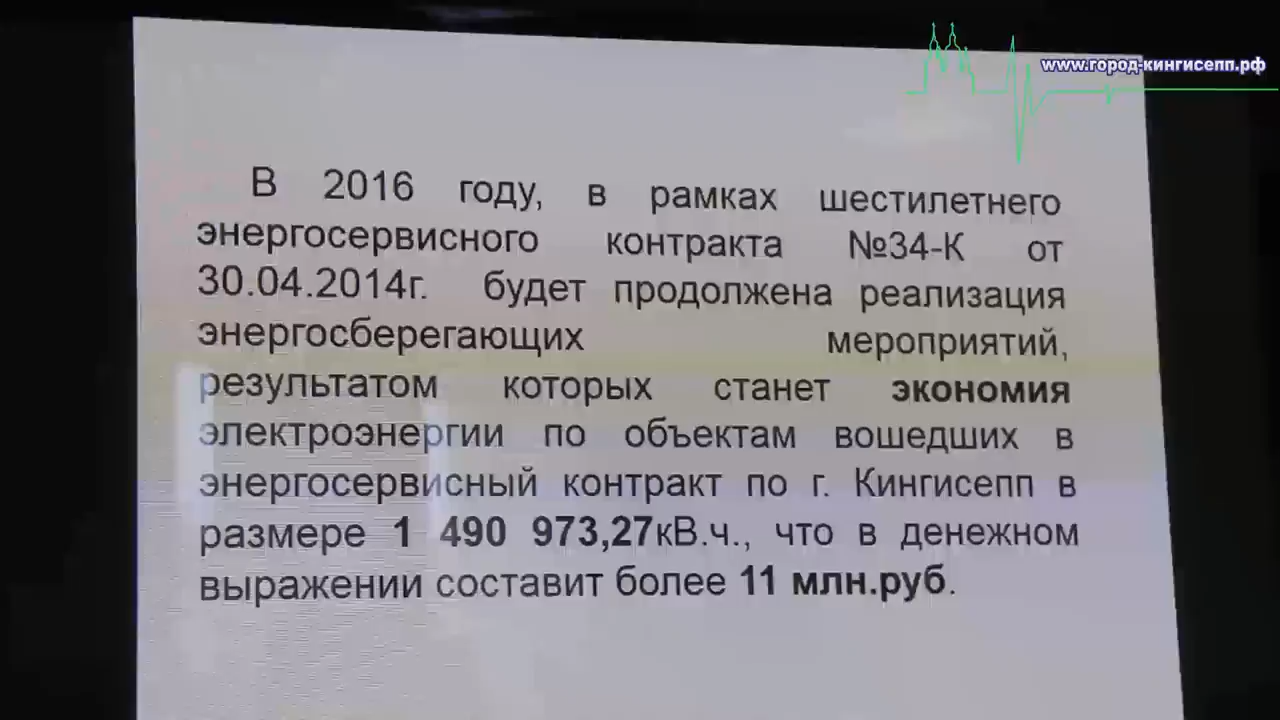 www.город-кингисепп.рф
В 2016 году, в рамках шестилетнего
энергосервисного контракта №34-К от
30.04.2014г. будет продолжена реализация
энергосберегающих мероприятий,
результатом которых станет экономия
электроэнергии по объектам вошедших в
энергосервисный контракт по г. Кингисепп в
размере 1 490 973,27кВ.ч., что в денежном
выражении составит более 11 млн.руб.